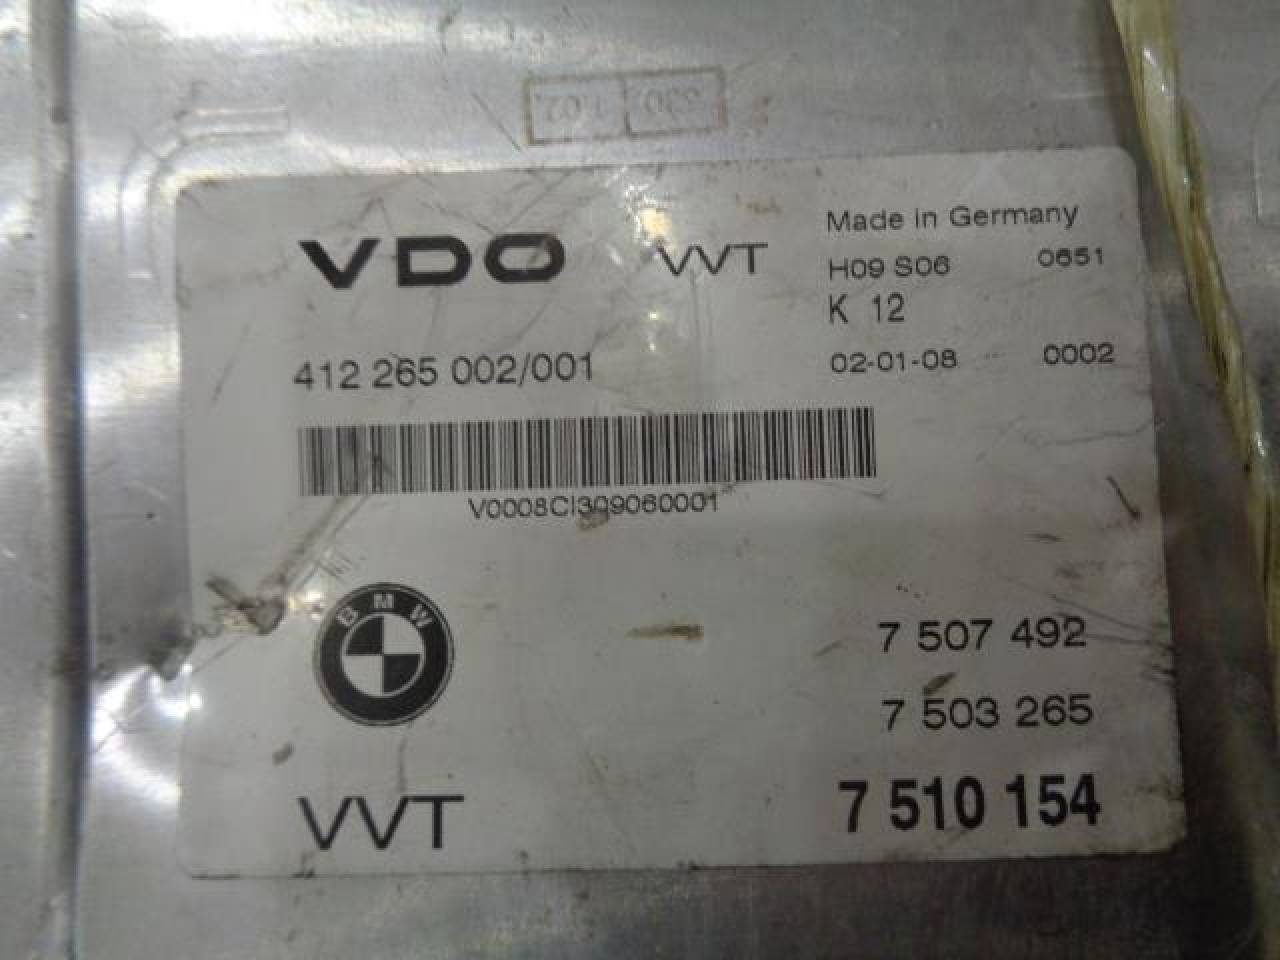 VDO VVT Made in Germany
H09 S06 0651
K 12
412 265 002/001 02-01-08 0002
V0008CI309060001
BMW
7 507 492
7 503 265
VVT 7 510 154